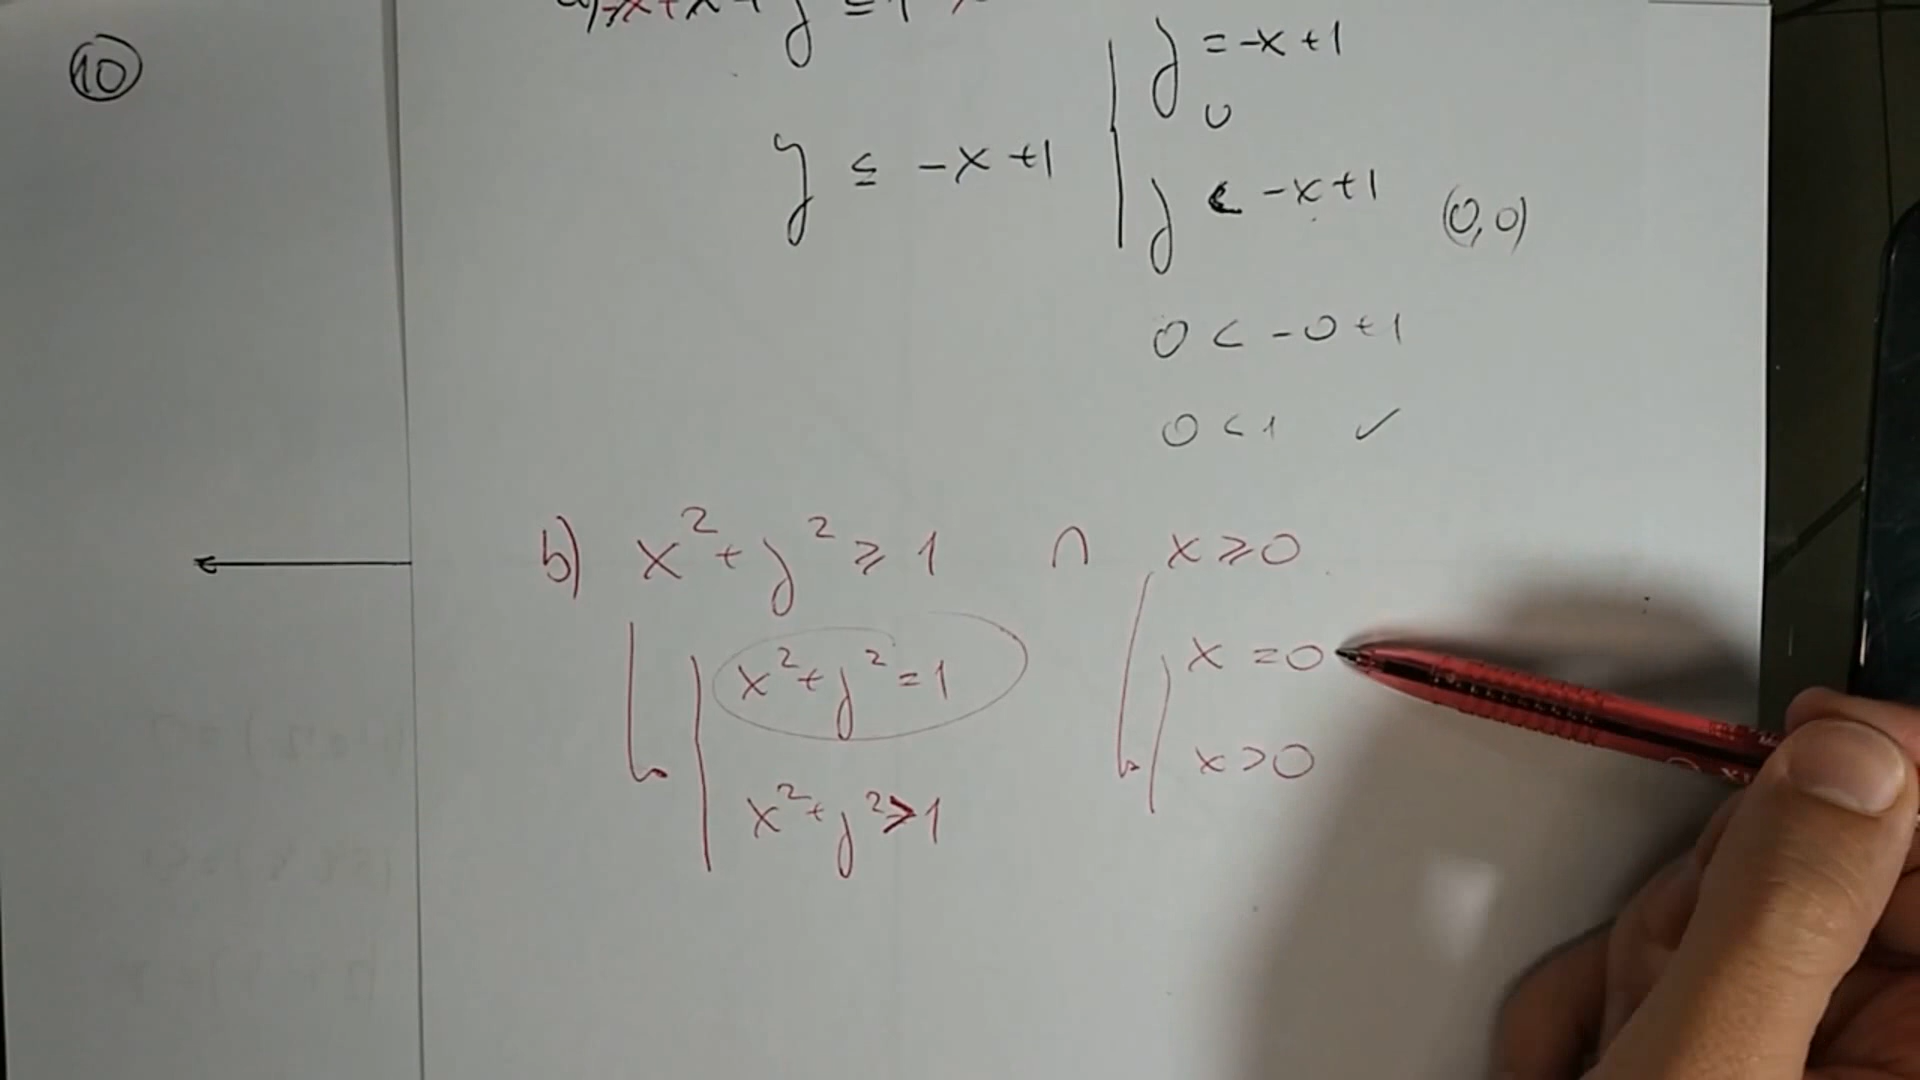 10
y = -x + 1
∪
y ≤ -x + 1
y < -x + 1 (0,0)
0 < -0 + 1
0 < 1 ✓
b) x² + y² ≥ 1 ∩ x ≥ 0
x² + y² = 1
x = 0
x > 0
x² + y² > 1